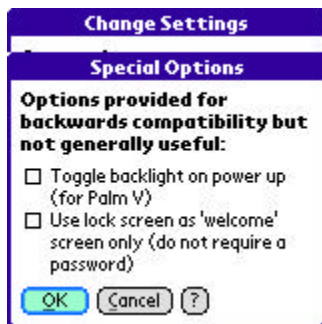 Change Settings
Special Options
Options provided for
backwards compatibility but
not generally useful:
Toggle backlight on power up
(for Palm V)
Use lock screen as 'welcome'
screen only (do not require a
password)
OK Cancel ?